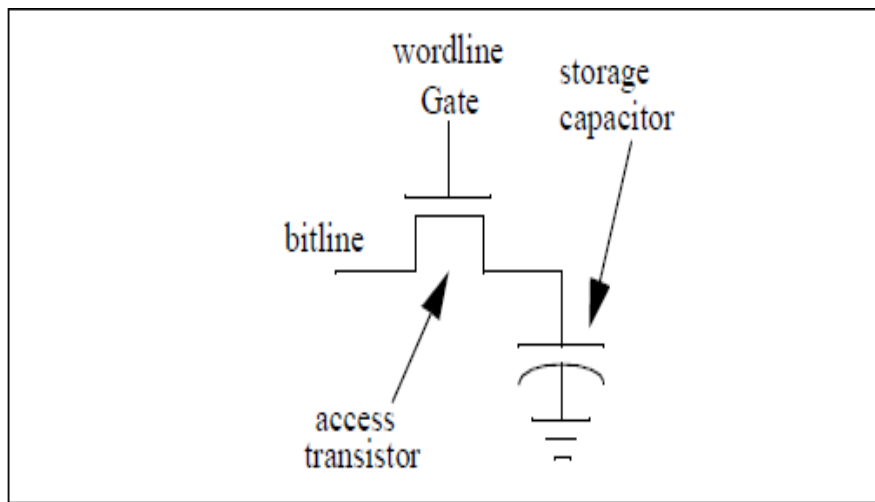 wordline
Gate
storage
capacitor
bitline
access
transistor